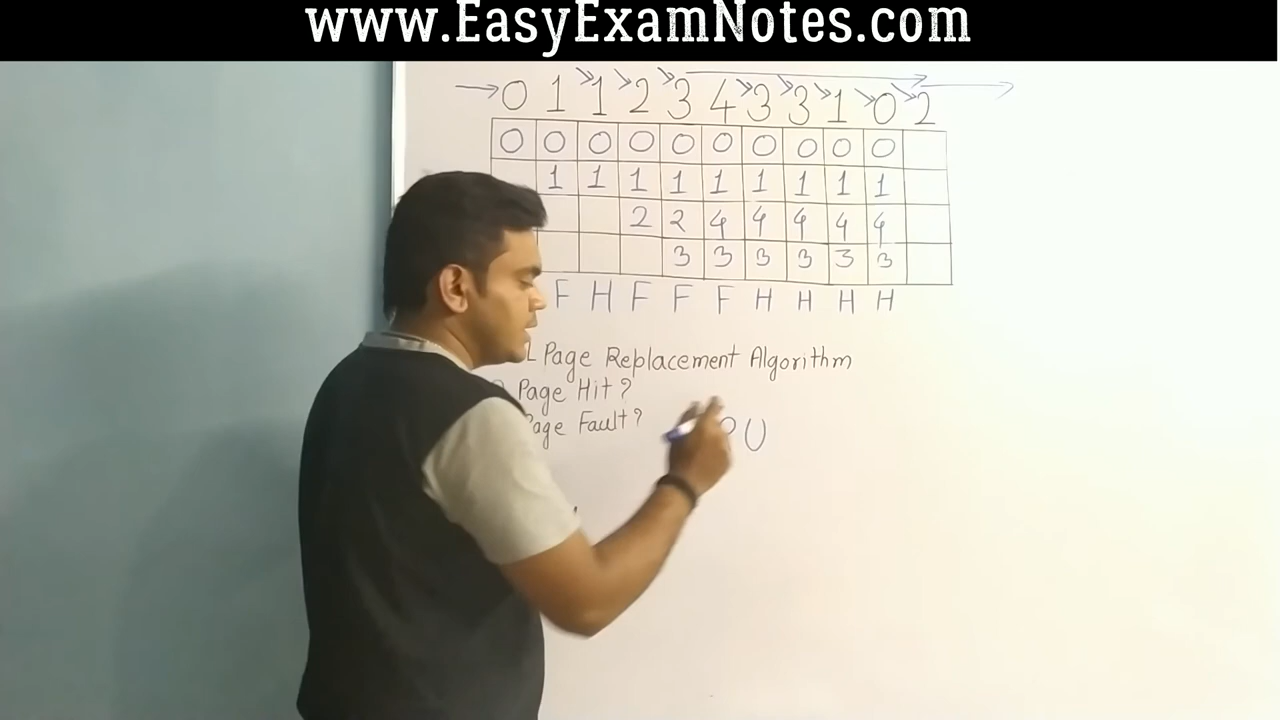 www.EasyExamNotes.com
0 1 1 2 3 4 3 3 1 0 2
0 0 0 0 0 0 0 0 0 0
1 1 1 1 1 1 1 1 1
2 2 4 4 4 4 4
3 3 3 3 3 3
F H F F F H H H H
Page Replacement Algorithm
Page Hit?
Page Fault?
U